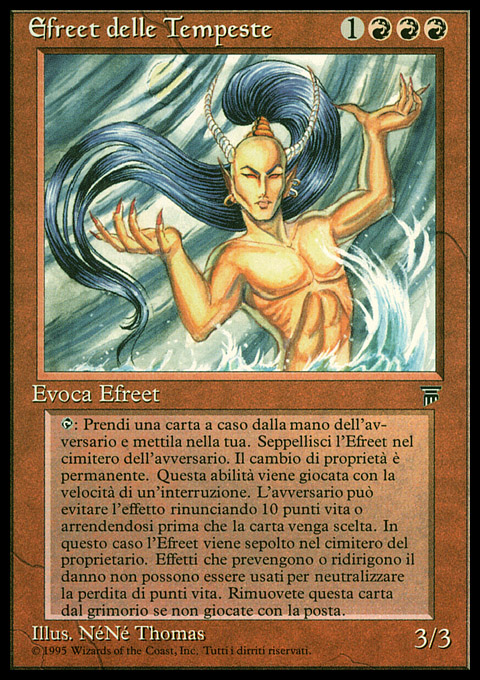 Efreet delle Tempeste 1
Evoca Efreet
: Prendi una carta a caso dalla mano dell'av-
versario e mettila nella tua. Seppellisci l'Efreet nel
cimitero dell'avversario. Il cambio di proprietà è
permanente. Questa abilità viene giocata con la
velocità di un'interruzione. L'avversario può
evitare l'effetto rinunciando 10 punti vita o
arrendendosi prima che la carta venga scelta. In
questo caso l'Efreet viene sepolto nel cimitero del
proprietario. Effetti che prevengono o ridirigono il
danno non possono essere usati per neutralizzare
la perdita di punti vita. Rimuovete questa carta
dal grimorio se non giocate con la posta.
Illus. NéNé Thomas
3/3
© 1995 Wizards of the Coast, Inc. Tutti i diritti riservati.